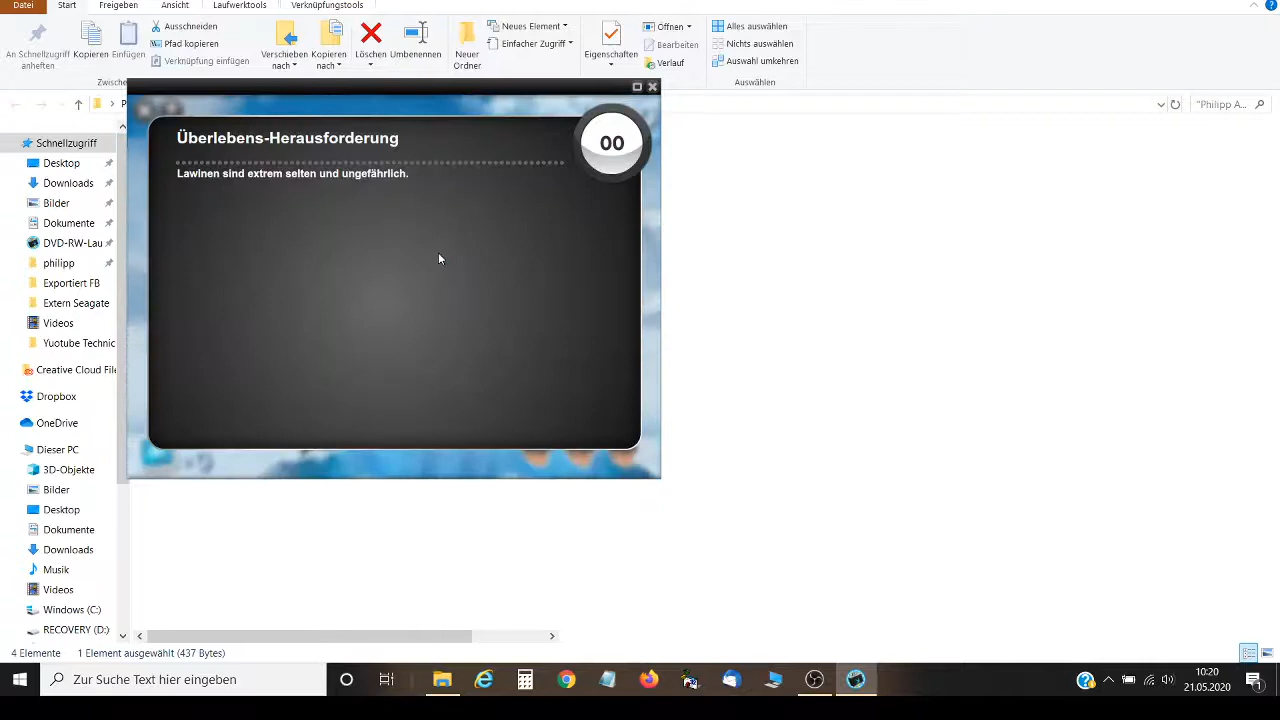 Datei Start Freigeben Ansicht Laufwerktools Verknüpfungstools
An Schnellzugriff anheften
Kopieren
Einfügen
Ausschneiden
Pfad kopieren
Verknüpfung einfügen
Verschieben nach
Kopieren nach
Löschen
Umbenennen
Neuer Ordner
Neues Element
Einfacher Zugriff
Eigenschaften
Öffnen
Bearbeiten
Verlauf
Alles auswählen
Nichts auswählen
Auswahl umkehren
Zwische
Auswählen
P
"Philipp A...
Schnellzugriff
Desktop
Downloads
Bilder
Dokumente
DVD-RW-Lau
philipp
Exportiert FB
Extern Seagate
Videos
Yuotube Technic
Creative Cloud File
Dropbox
OneDrive
Dieser PC
3D-Objekte
Bilder
Desktop
Dokumente
Downloads
Musik
Videos
Windows (C:)
RECOVERY (D:)
Überlebens-Herausforderung
00
Lawinen sind extrem selten und ungefährlich.
4 Elemente 1 Element ausgewählt (437 Bytes)
Zur Suche Text hier eingeben
10:20
21.05.2020
1